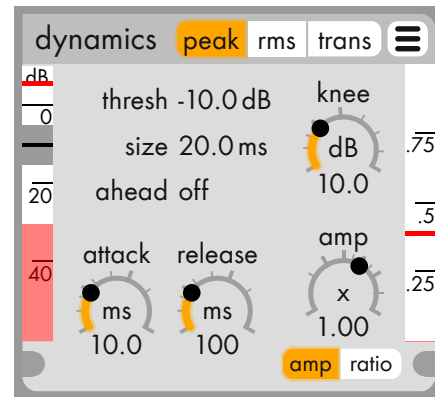 dynamics peak rms trans
dB
0
20
40
thresh -10.0 dB
size 20.0 ms
ahead off
knee
dB
10.0
attack
ms
10.0
release
ms
100
amp
x
1.00
amp ratio
.75
.5
.25